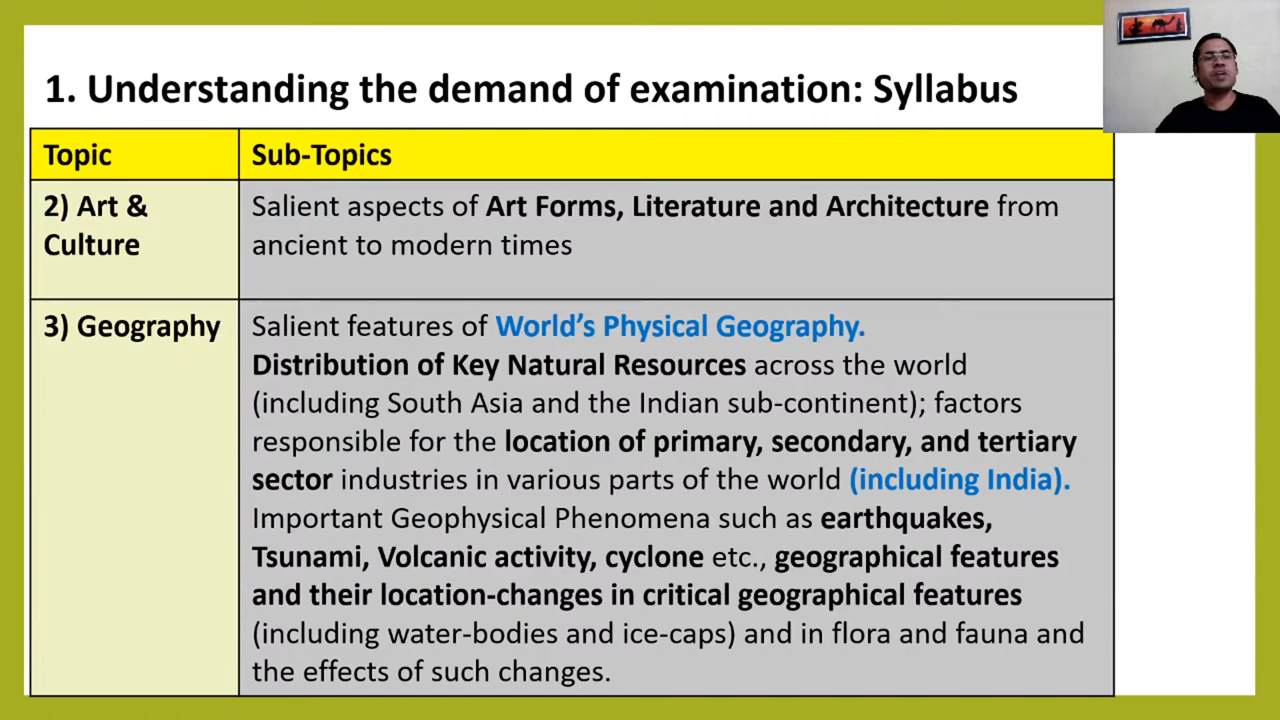 1. Understanding the demand of examination: Syllabus
Topic
Sub-Topics
2) Art &
Culture
Salient aspects of Art Forms, Literature and Architecture from
ancient to modern times
3) Geography
Salient features of World’s Physical Geography.
Distribution of Key Natural Resources across the world
(including South Asia and the Indian sub-continent); factors
responsible for the location of primary, secondary, and tertiary
sector industries in various parts of the world (including India).
Important Geophysical Phenomena such as earthquakes,
Tsunami, Volcanic activity, cyclone etc., geographical features
and their location-changes in critical geographical features
(including water-bodies and ice-caps) and in flora and fauna and
the effects of such changes.